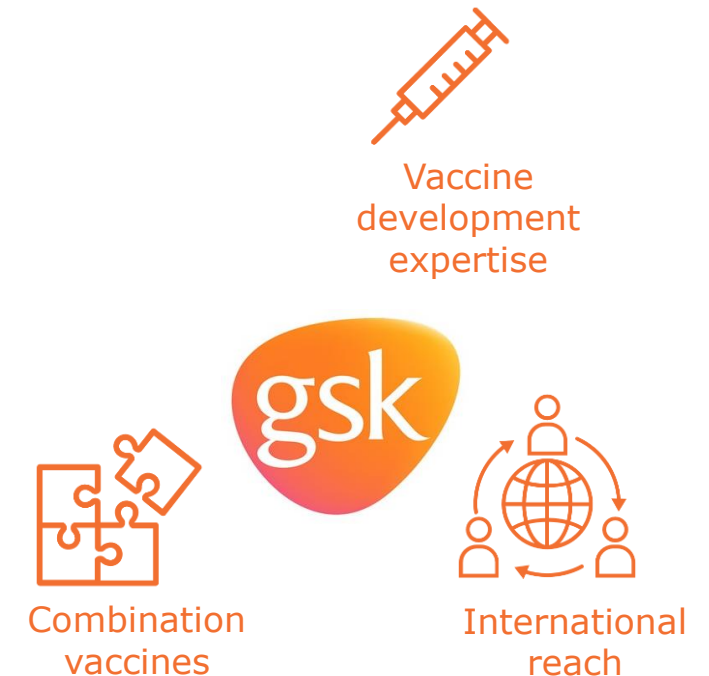 Vaccine
development
expertise
gsk
Combination
vaccines
International
reach